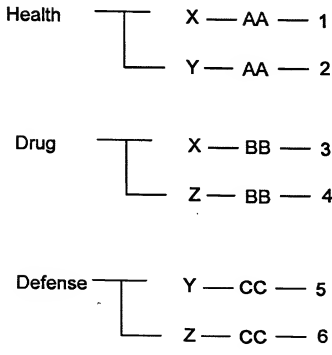 Health X AA 1
Y AA 2
Drug X BB 3
Z BB 4
Defense Y CC 5
Z CC 6